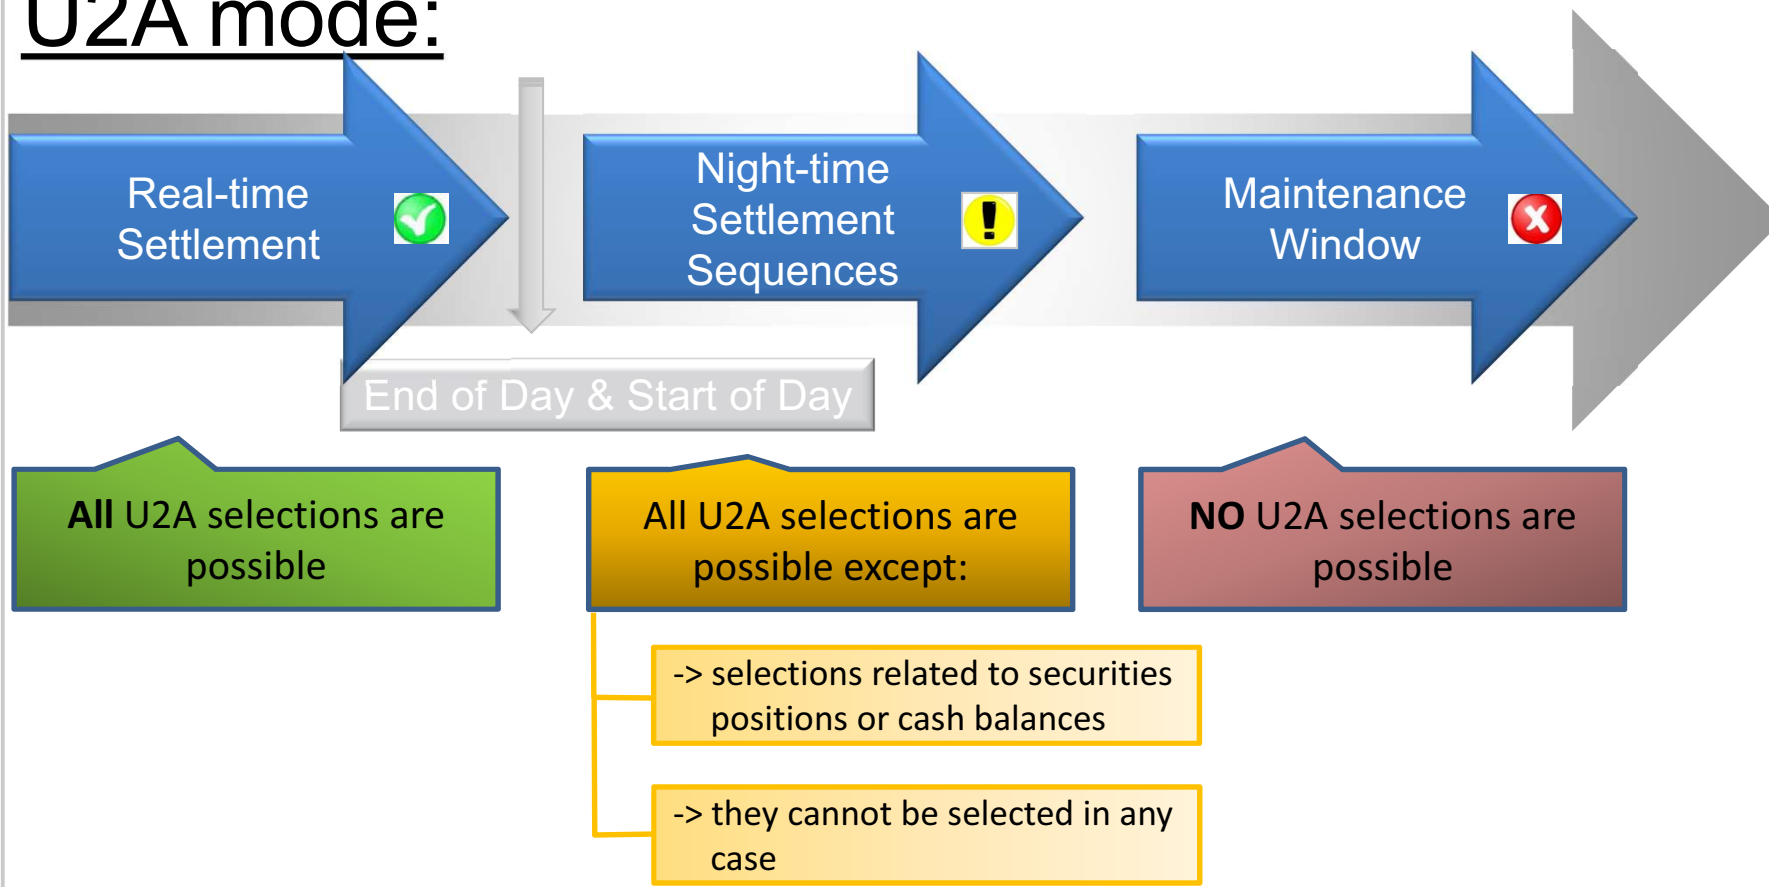 U2A mode:
Real-time
Settlement
Night-time
Settlement
Sequences
Maintenance
Window
End of Day & Start of Day
All U2A selections are
possible
All U2A selections are
possible except:
NO U2A selections are
possible
-> selections related to securities
positions or cash balances
-> they cannot be selected in any
case